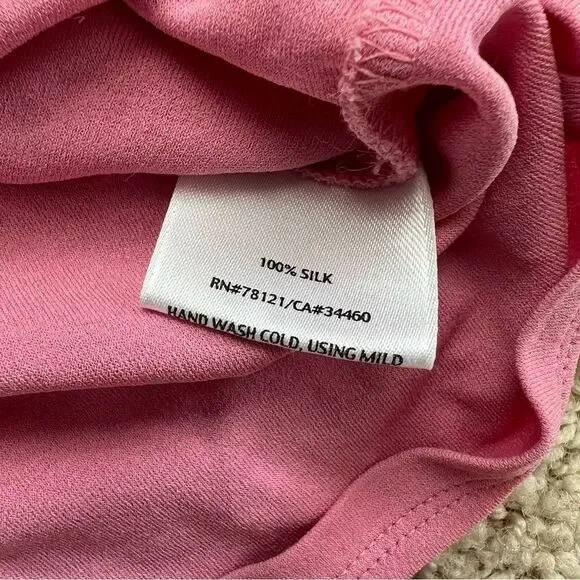 100% SILK
RN#78121/CA#34460
HAND WASH COLD, USING MILD